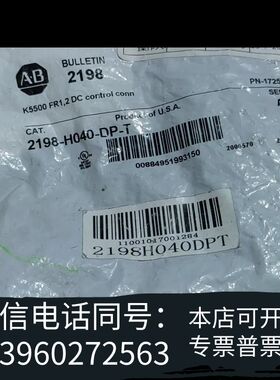 AB
BULLETIN
2198
K5500 FR1,2 DC control conn
PN-1725
CAT.
2198-H040-DP-T
Product of U.S.A.
00884951993150
11001047001284
2198H040DPT
信电话同号：
3960272563
本店可开
专票普票